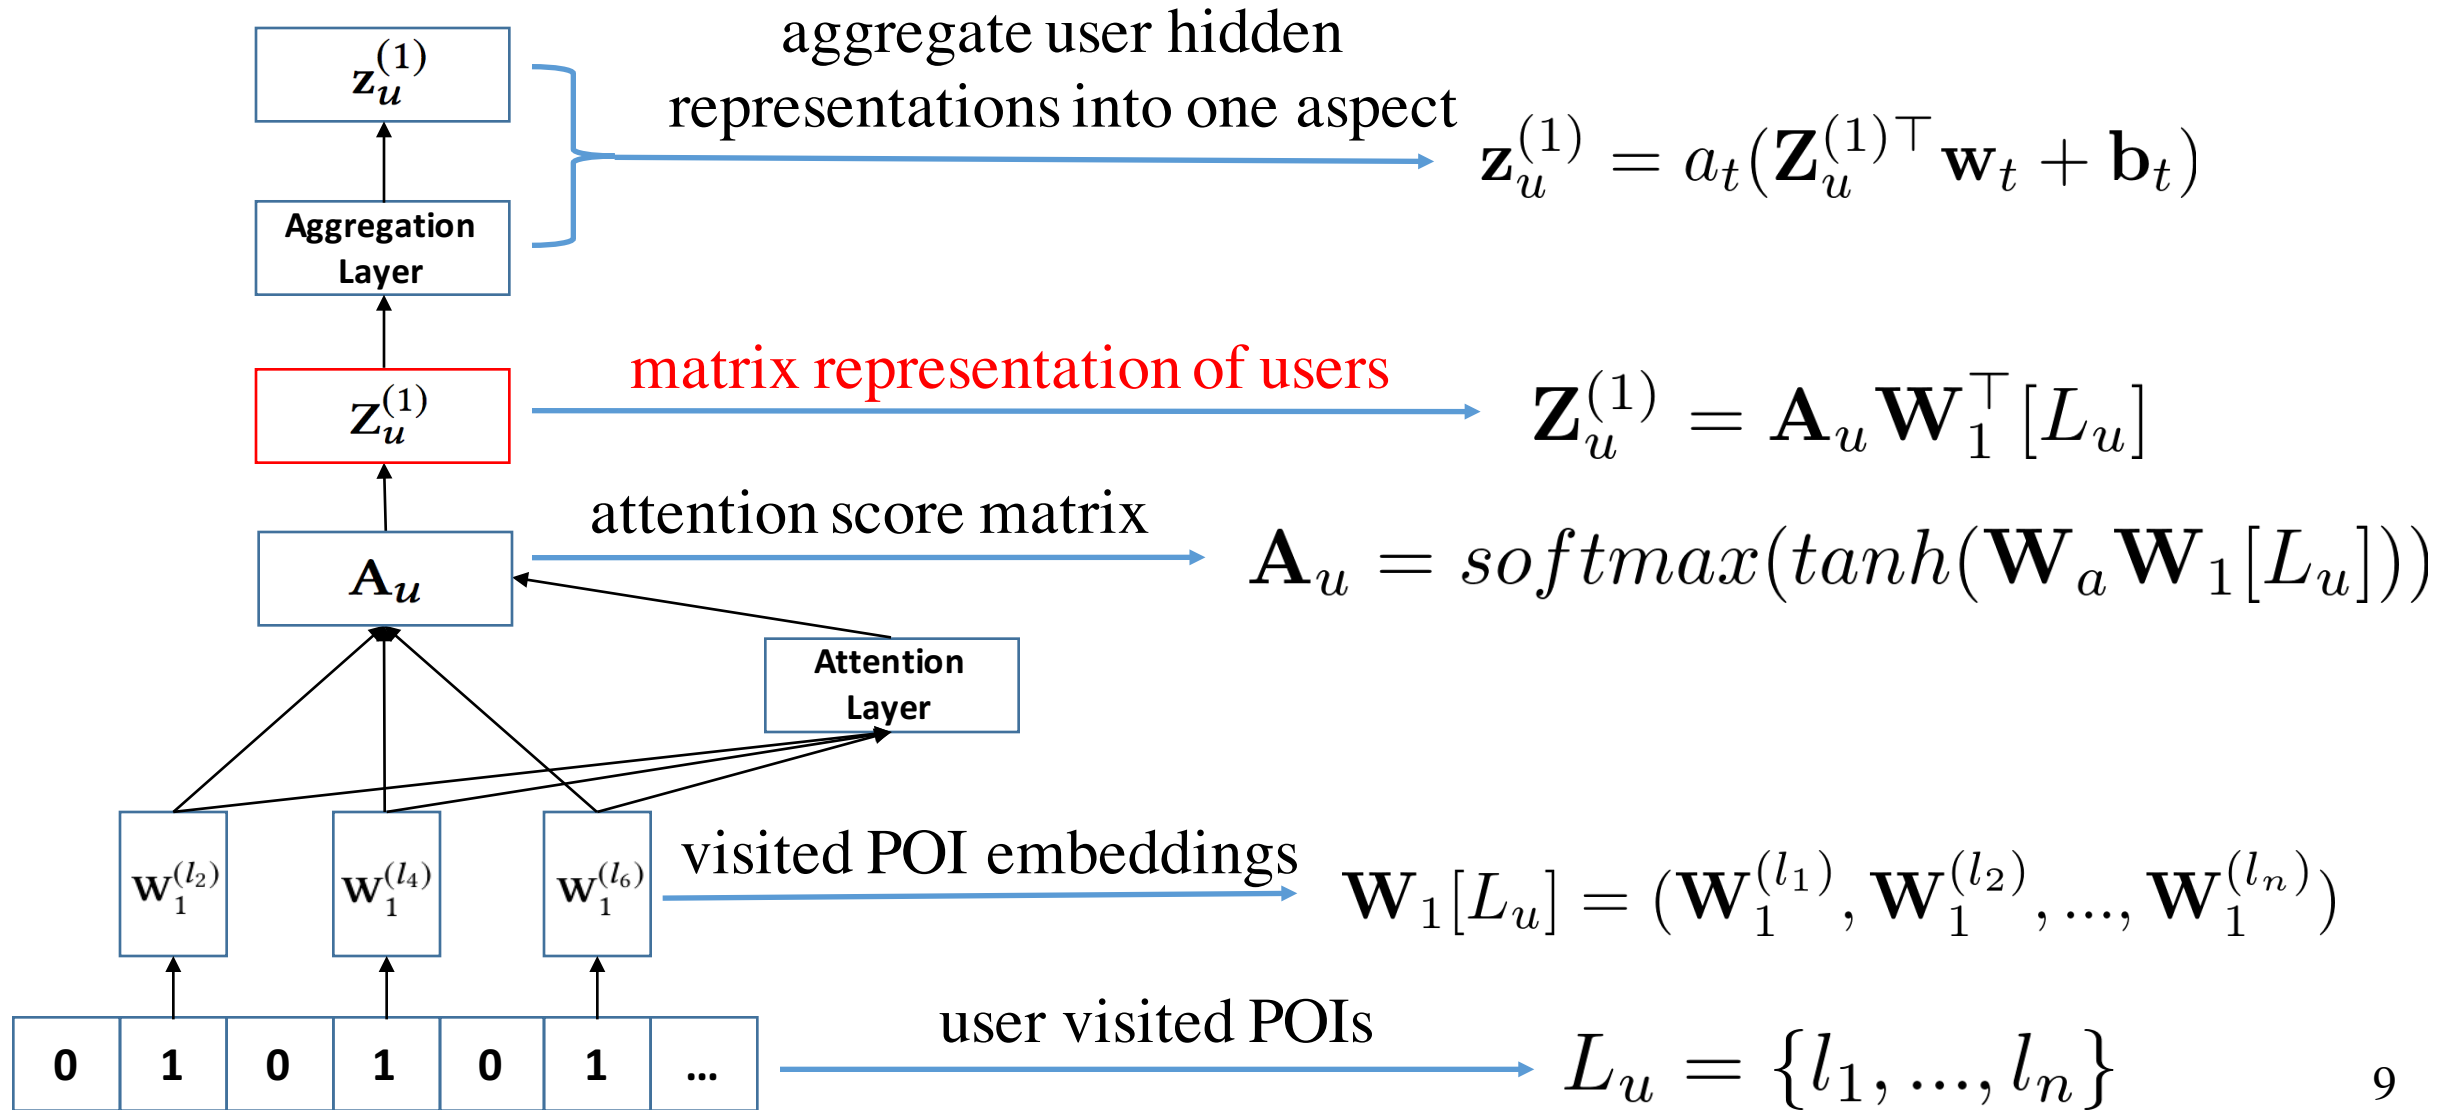 aggregate user hidden
representations into one aspect
z_u^{(1)}
z_u^{(1)} = a_t(Z_u^{(1)⊤} w_t + b_t)
Aggregation
Layer
matrix representation of users
Z_u^{(1)}
Z_u^{(1)} = A_u W_1^⊤[L_u]
attention score matrix
A_u
A_u = softmax(tanh(W_a W_1[L_u]))
Attention
Layer
visited POI embeddings
W_1^{(l_2)} W_1^{(l_4)} W_1^{(l_6)}
W_1[L_u] = (W_1^{(l_1)}, W_1^{(l_2)}, ..., W_1^{(l_n)})
user visited POIs
0 1 0 1 0 1 ...
L_u = {l_1, ..., l_n}
9